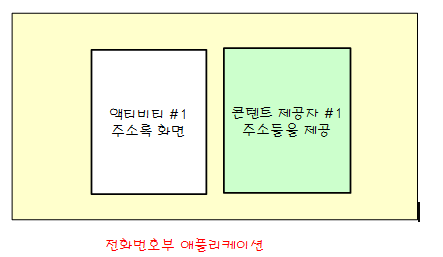 액티비티 #1
주소록 화면
콘텐트 제공자 #1
주소들을 제공
전화번호부 애플리케이션